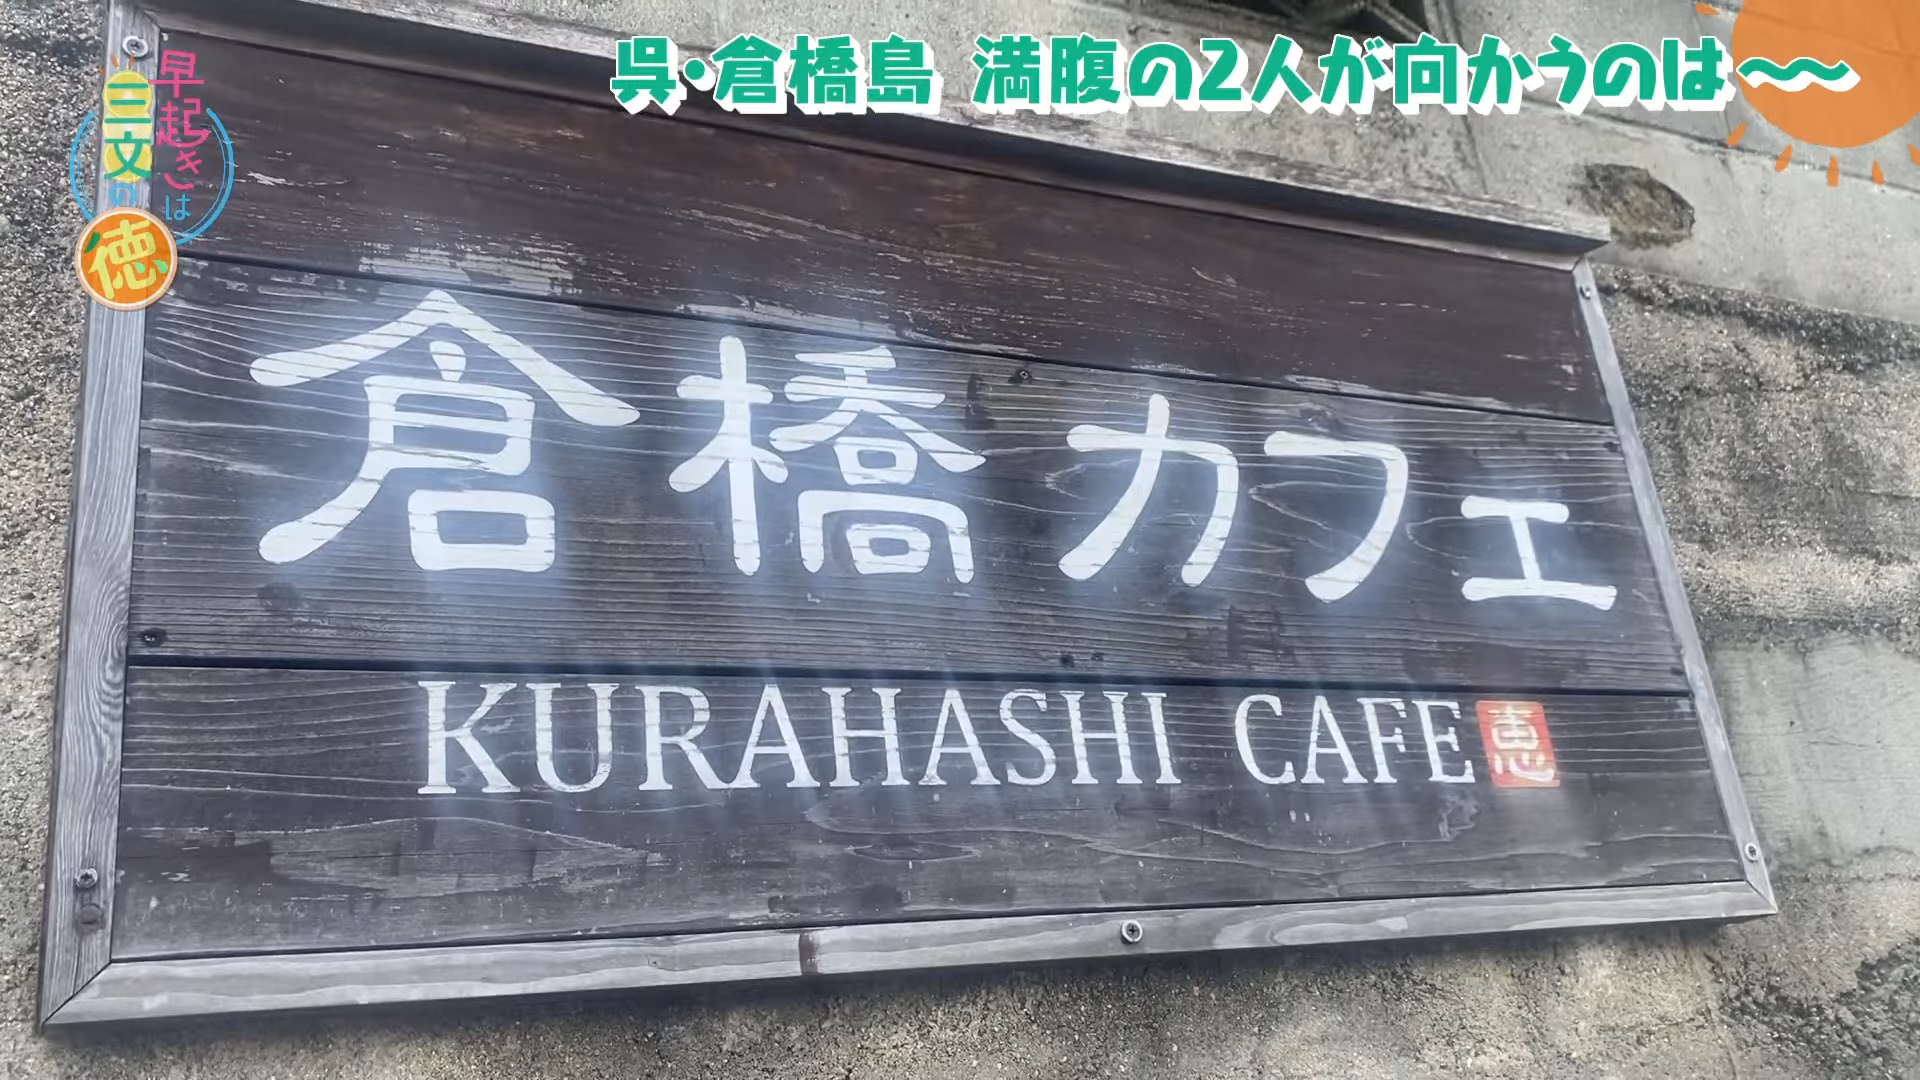 呉・倉橋島 満腹の2人が向かうのは〜
早起きは
三文の
徳
倉橋カフェ
KURAHASHI CAFE
恵